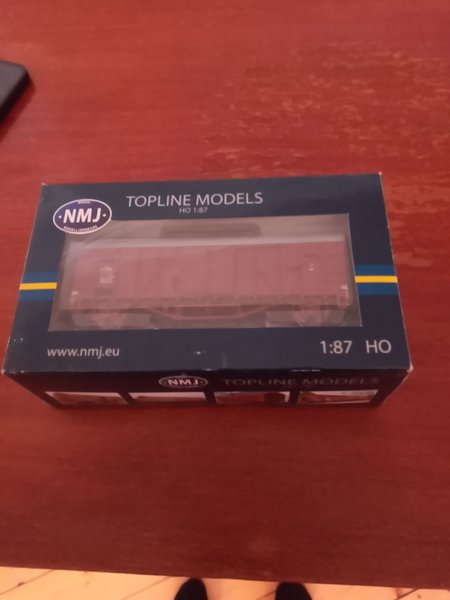 NMJ
TOPLINE MODELS
HO 1:87
www.nmj.eu
1:87 HO
NMJ
TOPLINE MODELS